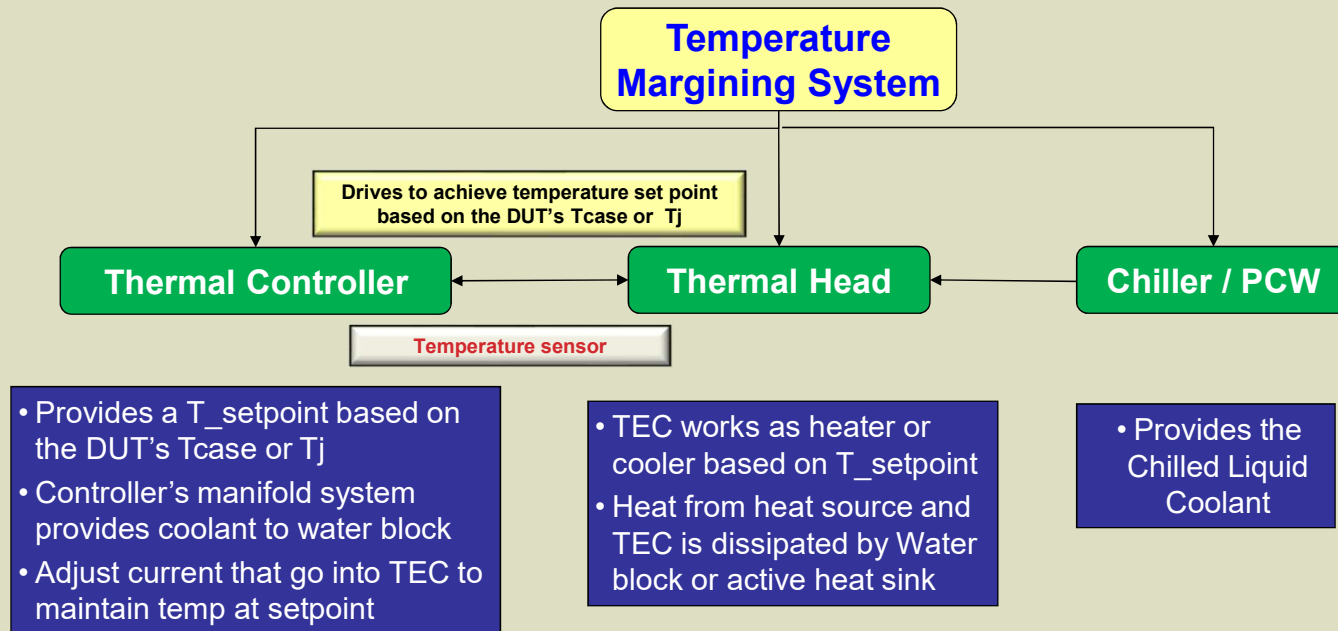 Temperature
Margining System
Drives to achieve temperature set point
based on the DUT's Tcase or Tj
Thermal Controller
Thermal Head
Chiller / PCW
Temperature sensor
• Provides a T_setpoint based on
the DUT's Tcase or Tj
• Controller's manifold system
provides coolant to water block
• Adjust current that go into TEC to
maintain temp at setpoint
• TEC works as heater or
cooler based on T_setpoint
• Heat from heat source and
TEC is dissipated by Water
block or active heat sink
• Provides the
Chilled Liquid
Coolant